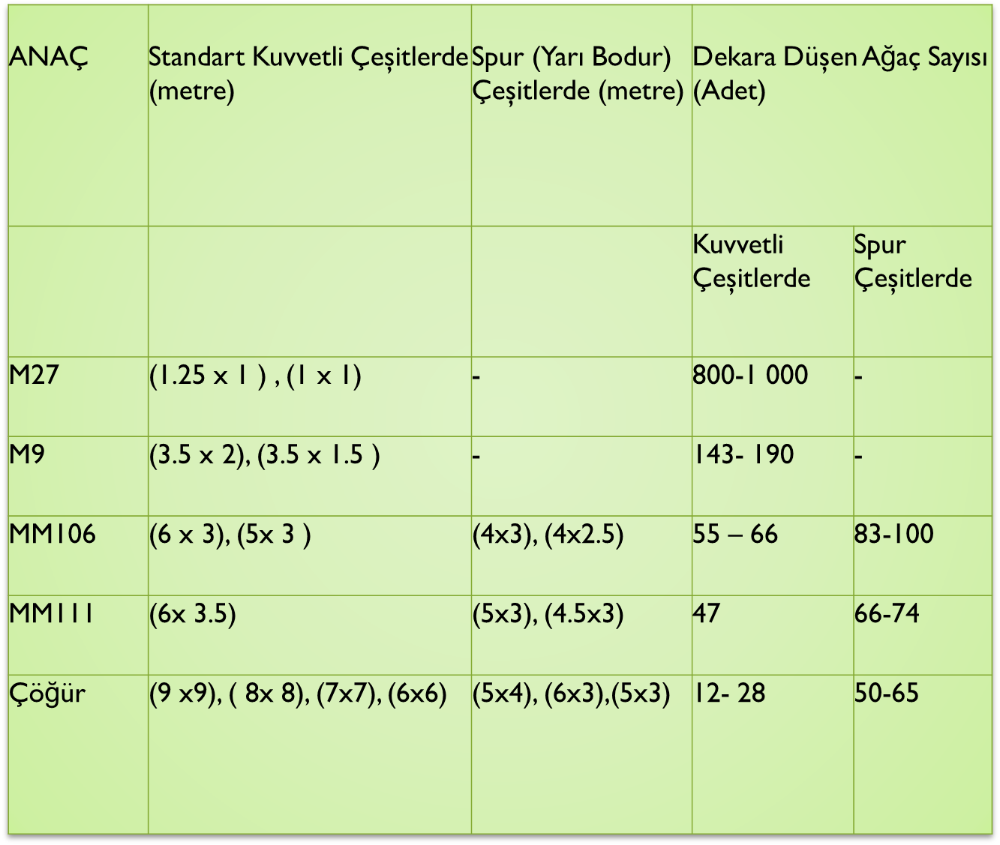 ANAÇ
Standart Kuvvetli Çeşitlerde
(metre)
Spur (Yarı Bodur)
Çeşitlerde (metre)
Dekara Düşen Ağaç Sayısı
(Adet)
Kuvvetli
Çeşitlerde
Spur
Çeşitlerde
M27
(1.25 x 1 ) , (1 x 1)
-
800-1 000
-
M9
(3.5 x 2), (3.5 x 1.5 )
-
143- 190
-
MM106
(6 x 3), (5x 3 )
(4x3), (4x2.5)
55 – 66
83-100
MM111
(6x 3.5)
(5x3), (4.5x3)
47
66-74
Çöğür
(9 x9), ( 8x 8), (7x7), (6x6)
(5x4), (6x3),(5x3)
12- 28
50-65